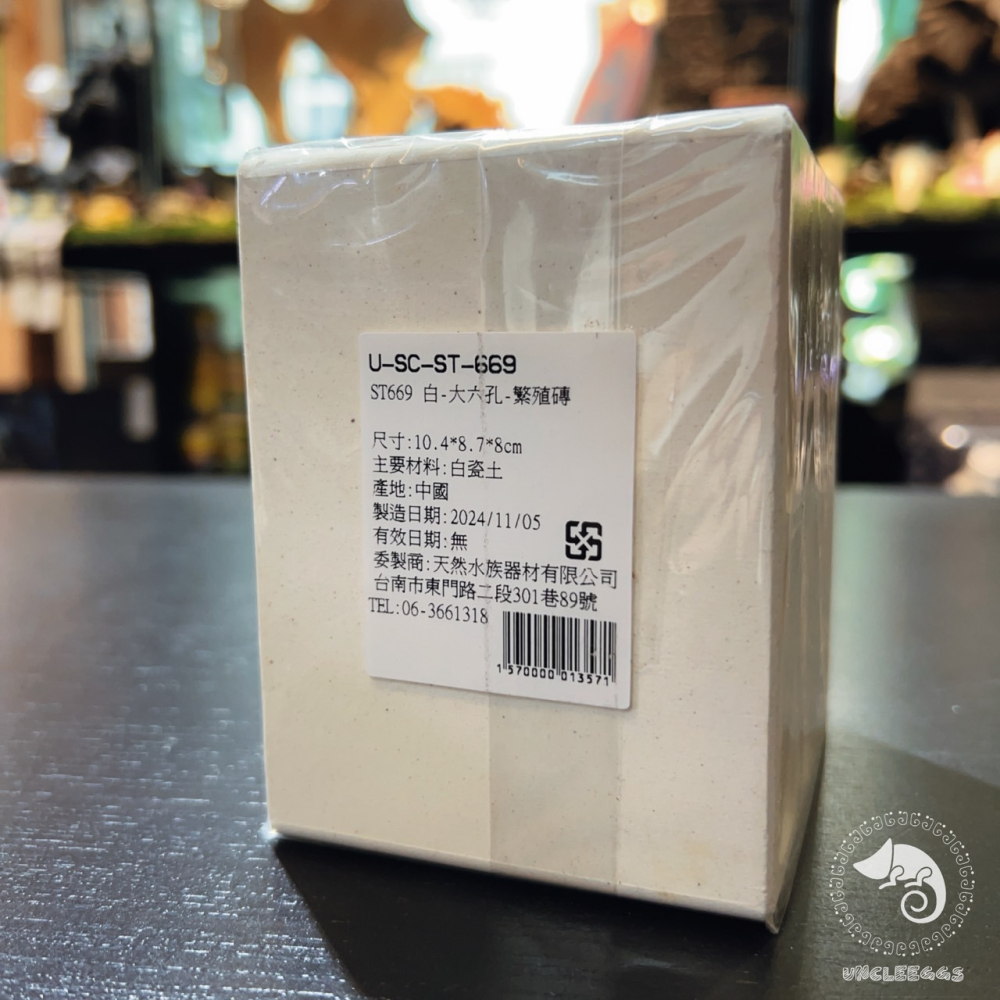 U-SC-ST-669
ST669 白-大六孔-繁殖磚
尺寸:10.4*8.7*8cm
主要材料:白瓷土
產地:中國
製造日期:2024/11/05
有效日期:無
委製商:天然水族器材有限公司
台南市東門路二段301巷89號
TEL:06-3661318
1570000013571
UNCLEEGGS